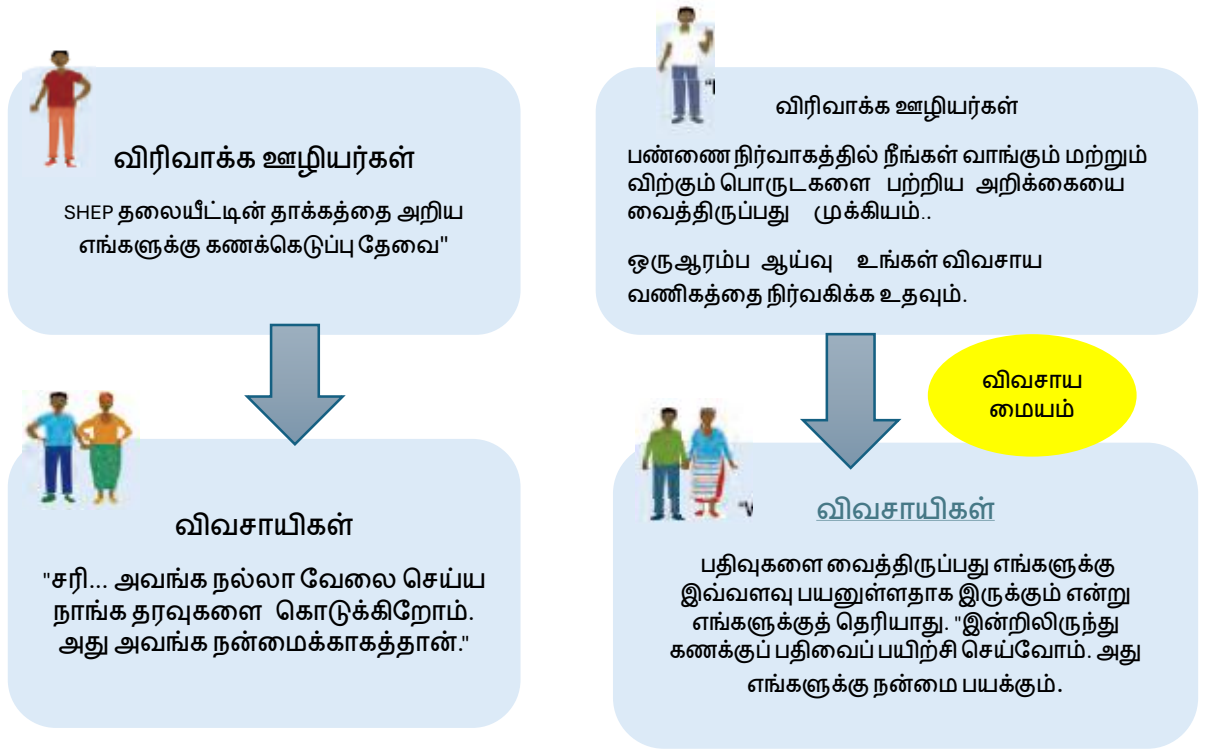 விரிவாக்க ஊழியர்கள்
SHEP தலையீட்டின் தாக்கத்தை அறிய
எங்களுக்கு கணக்கெடுப்பு தேவை"
விவசாயிகள்
"சரி... அவங்க நல்லா வேலை செய்ய
நாங்க தரவுகளை கொடுக்கிறோம்.
அது அவங்க நன்மைக்காகத்தான்."
விரிவாக்க ஊழியர்கள்
பண்ணை நிர்வாகத்தில் நீங்கள் வாங்கும் மற்றும்
விற்கும் பொருடகளை பற்றிய அறிக்கையை
வைத்திருப்பது முக்கியம்..
ஒருஆரம்ப ஆய்வு உங்கள் விவசாய
வணிகத்தை நிர்வகிக்க உதவும்.
விவசாய
மையம்
விவசாயிகள்
பதிவுகளை வைத்திருப்பது எங்களுக்கு
இவ்வளவு பயனுள்ளதாக இருக்கும் என்று
எங்களுக்குத் தெரியாது. "இன்றிலிருந்து
கணக்குப் பதிவைப் பயிற்சி செய்வோம். அது
எங்களுக்கு நன்மை பயக்கும்.